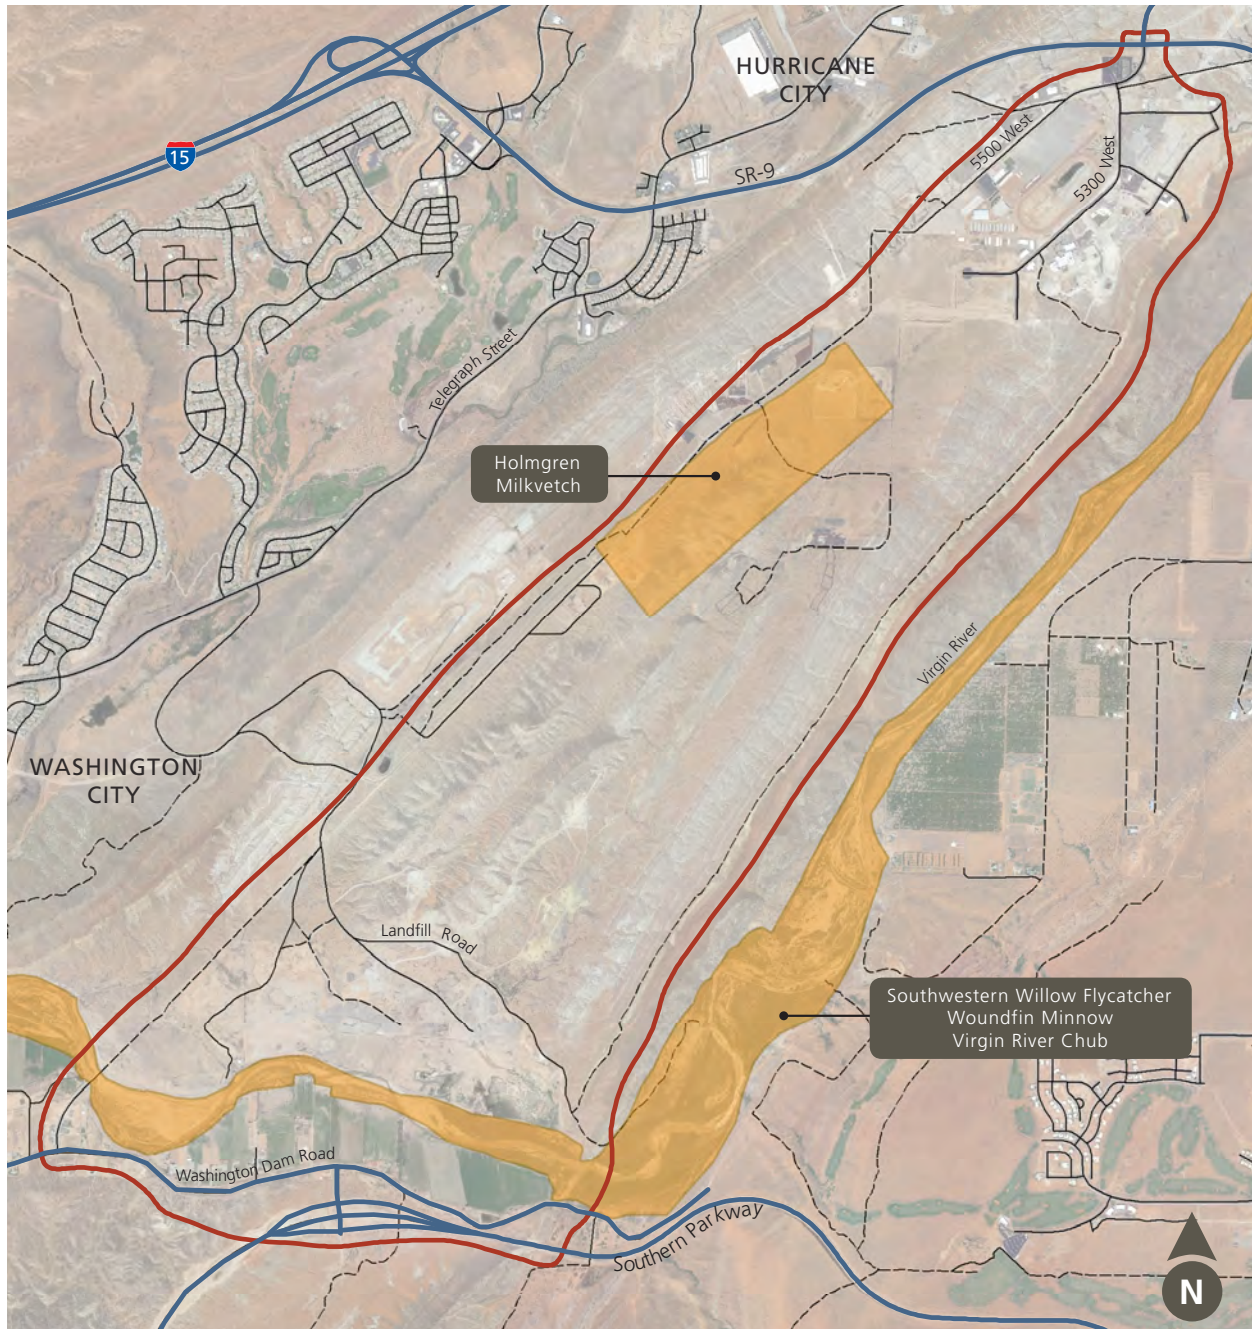 HURRICANE
CITY
15
SR-9
5500 West
5300 West
Telegraph Street
Holmgren
Milkvetch
Virgin River
WASHINGTON
CITY
Landfill Road
Southwestern Willow Flycatcher
Woundfin Minnow
Virgin River Chub
Washington Dam Road
Southern Parkway
N